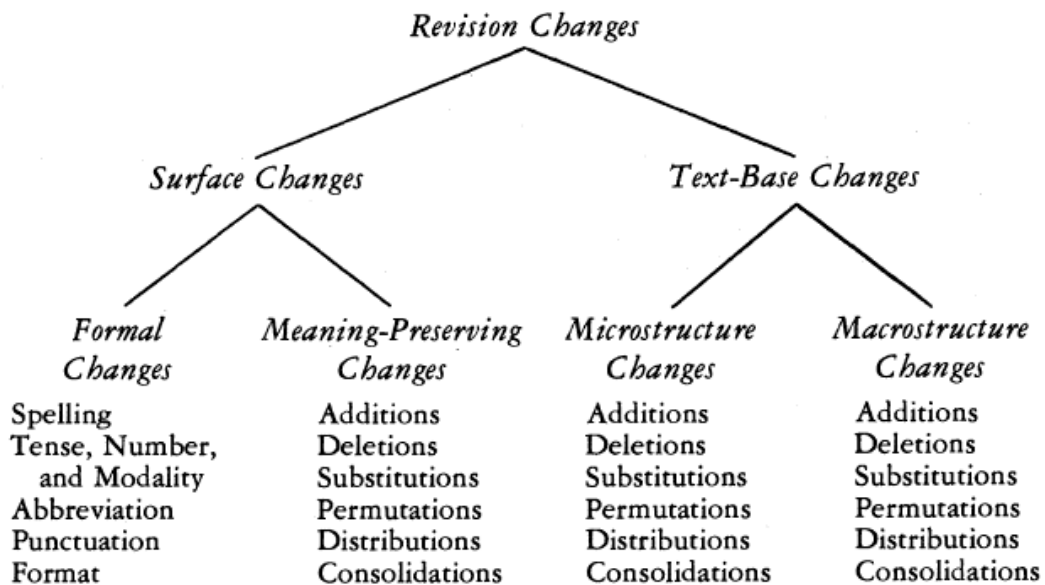 Revision Changes
Surface Changes
Text-Base Changes
Formal
Changes
Meaning-Preserving
Changes
Microstructure
Changes
Macrostructure
Changes
Spelling
Tense, Number,
and Modality
Abbreviation
Punctuation
Format
Additions
Deletions
Substitutions
Permutations
Distributions
Consolidations
Additions
Deletions
Substitutions
Permutations
Distributions
Consolidations
Additions
Deletions
Substitutions
Permutations
Distributions
Consolidations